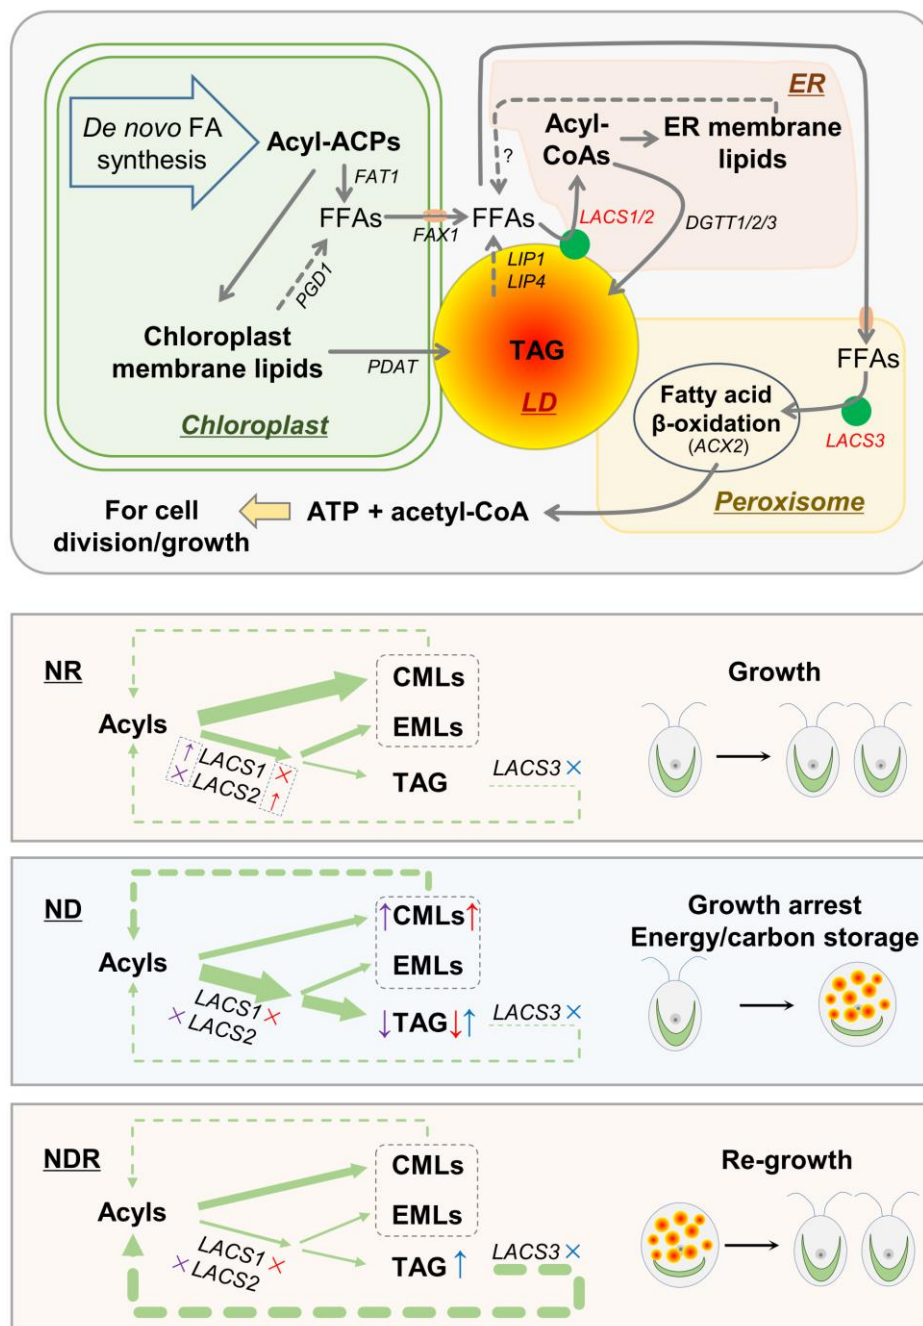 De novo FA
synthesis
Acyl-ACPs
FAT1
FFAs
FAX1
PGD1
Chloroplast
membrane lipids
PDAT
Chloroplast
ER
Acyl-
CoAs
ER membrane
lipids
?
FFAs
LACS1/2
DGTT1/2/3
LIP1
LIP4
TAG
LD
FFAs
Fatty acid
β-oxidation
(ACX2)
LACS3
Peroxisome
For cell
division/growth
ATP + acetyl-CoA
NR
CMLs
EMLs
Acyls
↑ LACS1 ×
× LACS2 ↑
TAG
LACS3 ×
Growth
ND
↑CMLs↑
EMLs
Acyls
LACS1 ×
× LACS2
↓TAG↓↑
LACS3 ×
Growth arrest
Energy/carbon storage
NDR
CMLs
EMLs
Acyls
LACS1 ×
× LACS2
TAG ↑
LACS3 ×
Re-growth